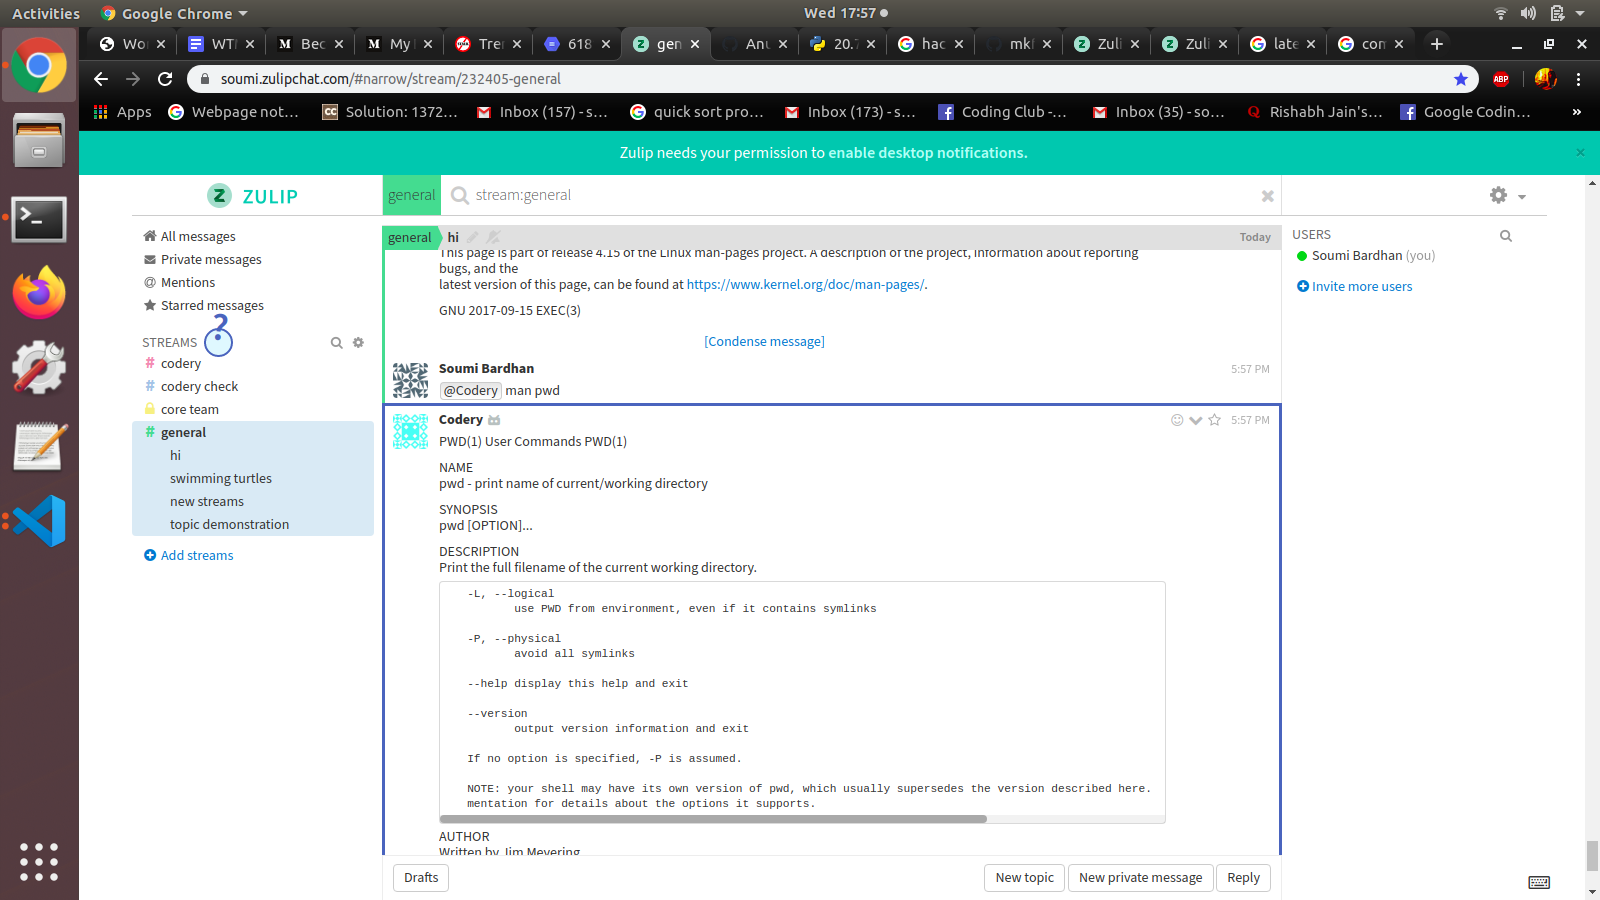 Activities
Google Chrome
Wed 17:57
Wo
WTM
Bec
My
Tre
618
gen
Anu
20.
hac
mkf
Zuli
Zuli
late
con
soumi.zulipchat.com/#narrow/stream/232405-general
ABP
Apps
Webpage not...
Solution: 1372...
Inbox (157) - s...
quick sort pro...
Inbox (173) - s...
Coding Club -...
Inbox (35) - so...
Rishabh Jain's...
Google Codin...
»
Zulip needs your permission to enable desktop notifications.
ZULIP
general
stream:general
All messages
Private messages
Mentions
Starred messages
STREAMS
# codery
# codery check
core team
# general
hi
swimming turtles
new streams
topic demonstration
Add streams
general
hi
Today
This page is part of release 4.15 of the Linux man-pages project. A description of the project, information about reporting
bugs, and the
latest version of this page, can be found at https://www.kernel.org/doc/man-pages/.
GNU 2017-09-15 EXEC(3)
[Condense message]
Soumi Bardhan
5:57 PM
@Codery man pwd
Codery
5:57 PM
PWD(1) User Commands PWD(1)
NAME
pwd - print name of current/working directory
SYNOPSIS
pwd [OPTION]...
DESCRIPTION
Print the full filename of the current working directory.
-L, --logical
use PWD from environment, even if it contains symlinks
-P, --physical
avoid all symlinks
--help display this help and exit
--version
output version information and exit
If no option is specified, -P is assumed.
NOTE: your shell may have its own version of pwd, which usually supersedes the version described here.
mentation for details about the options it supports.
AUTHOR
Written by Jim Meyering
Drafts
New topic
New private message
Reply
USERS
Soumi Bardhan (you)
Invite more users